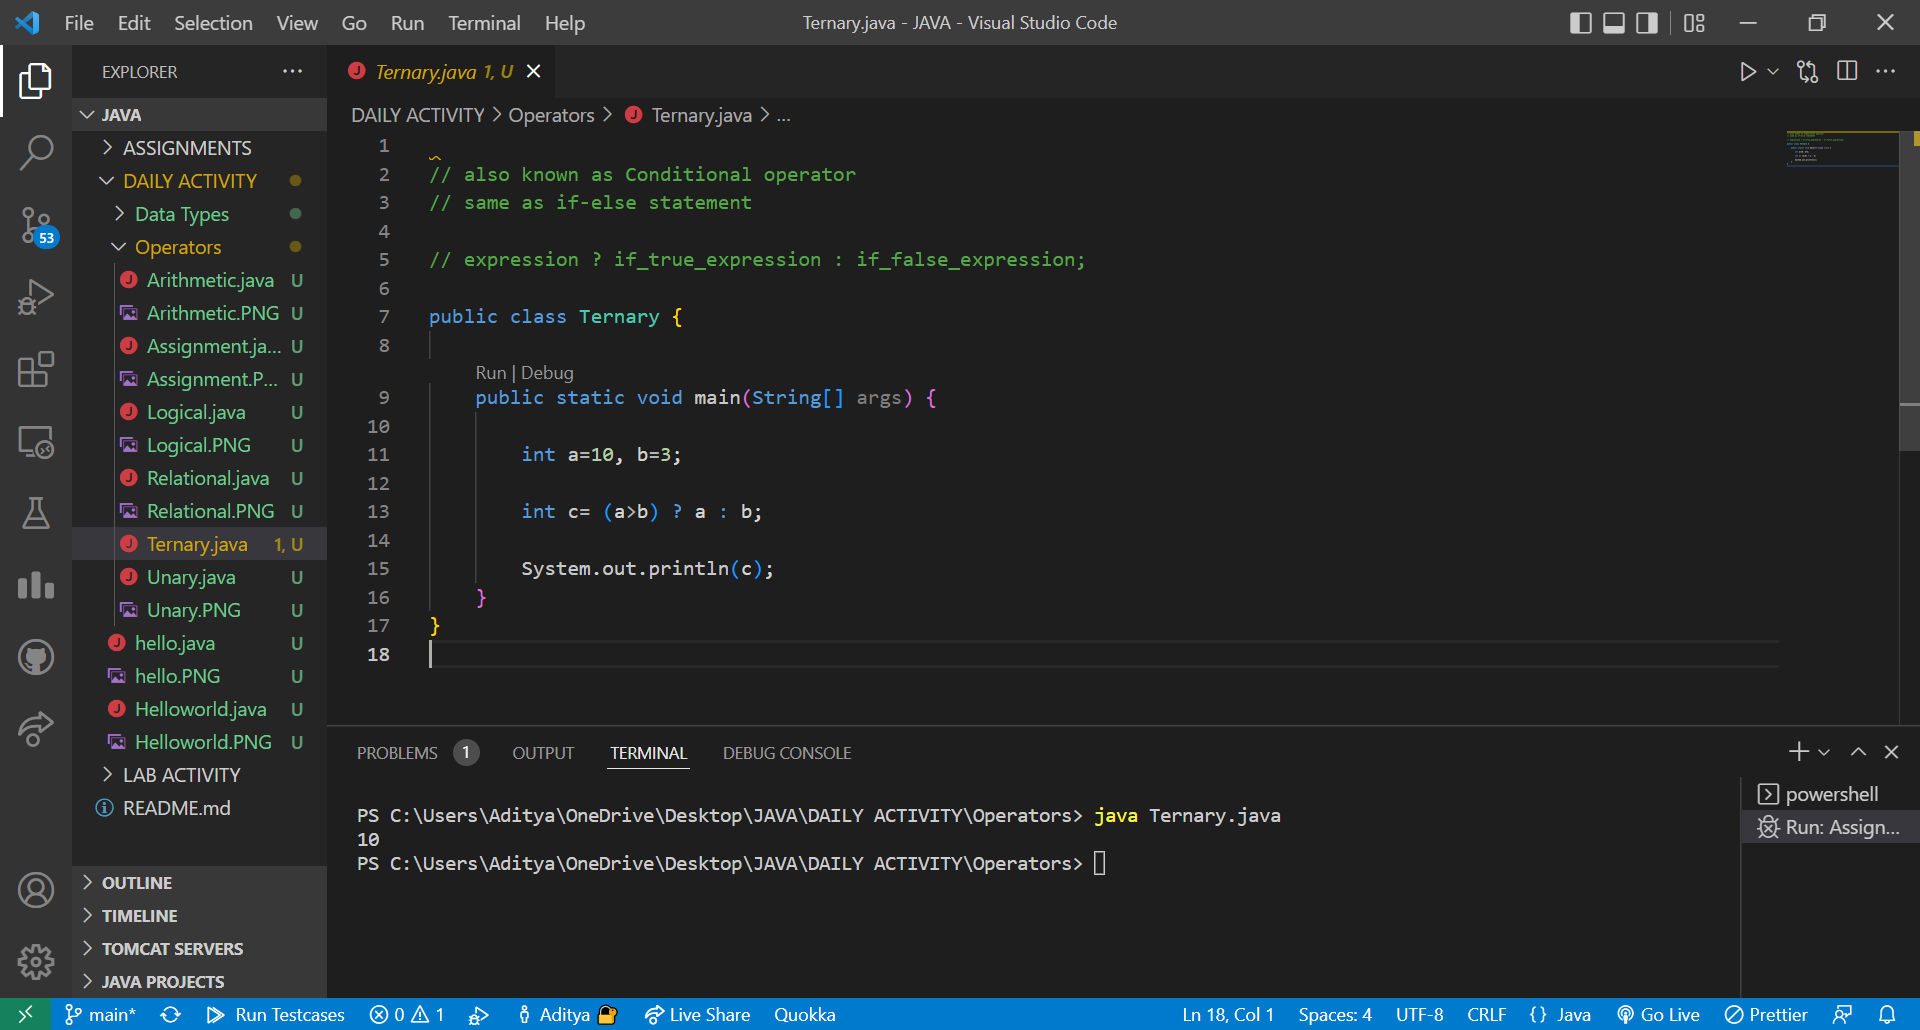 File Edit Selection View Go Run Terminal Help
Ternary.java - JAVA - Visual Studio Code
EXPLORER
JAVA
ASSIGNMENTS
DAILY ACTIVITY
Data Types
Operators
Arithmetic.java U
Arithmetic.PNG U
Assignment.ja... U
Assignment.P... U
Logical.java U
Logical.PNG U
Relational.java U
Relational.PNG U
Ternary.java 1, U
Unary.java U
Unary.PNG U
hello.java U
hello.PNG U
Helloworld.java U
Helloworld.PNG U
LAB ACTIVITY
README.md
OUTLINE
TIMELINE
TOMCAT SERVERS
JAVA PROJECTS
53
Ternary.java 1, U
DAILY ACTIVITY > Operators > Ternary.java > ...
1
2 // also known as Conditional operator
3 // same as if-else statement
4
5 // expression ? if_true_expression : if_false_expression;
6
7 public class Ternary {
8
Run | Debug
9 public static void main(String[] args) {
10
11 int a=10, b=3;
12
13 int c= (a>b) ? a : b;
14
15 System.out.println(c);
16 }
17 }
18
PROBLEMS 1 OUTPUT TERMINAL DEBUG CONSOLE
PS C:\Users\Aditya\OneDrive\Desktop\JAVA\DAILY ACTIVITY\Operators> java Ternary.java
10
PS C:\Users\Aditya\OneDrive\Desktop\JAVA\DAILY ACTIVITY\Operators>
powershell
Run: Assign...
main* Run Testcases 0 1 Aditya Live Share Quokka Ln 18, Col 1 Spaces: 4 UTF-8 CRLF {} Java Go Live Prettier